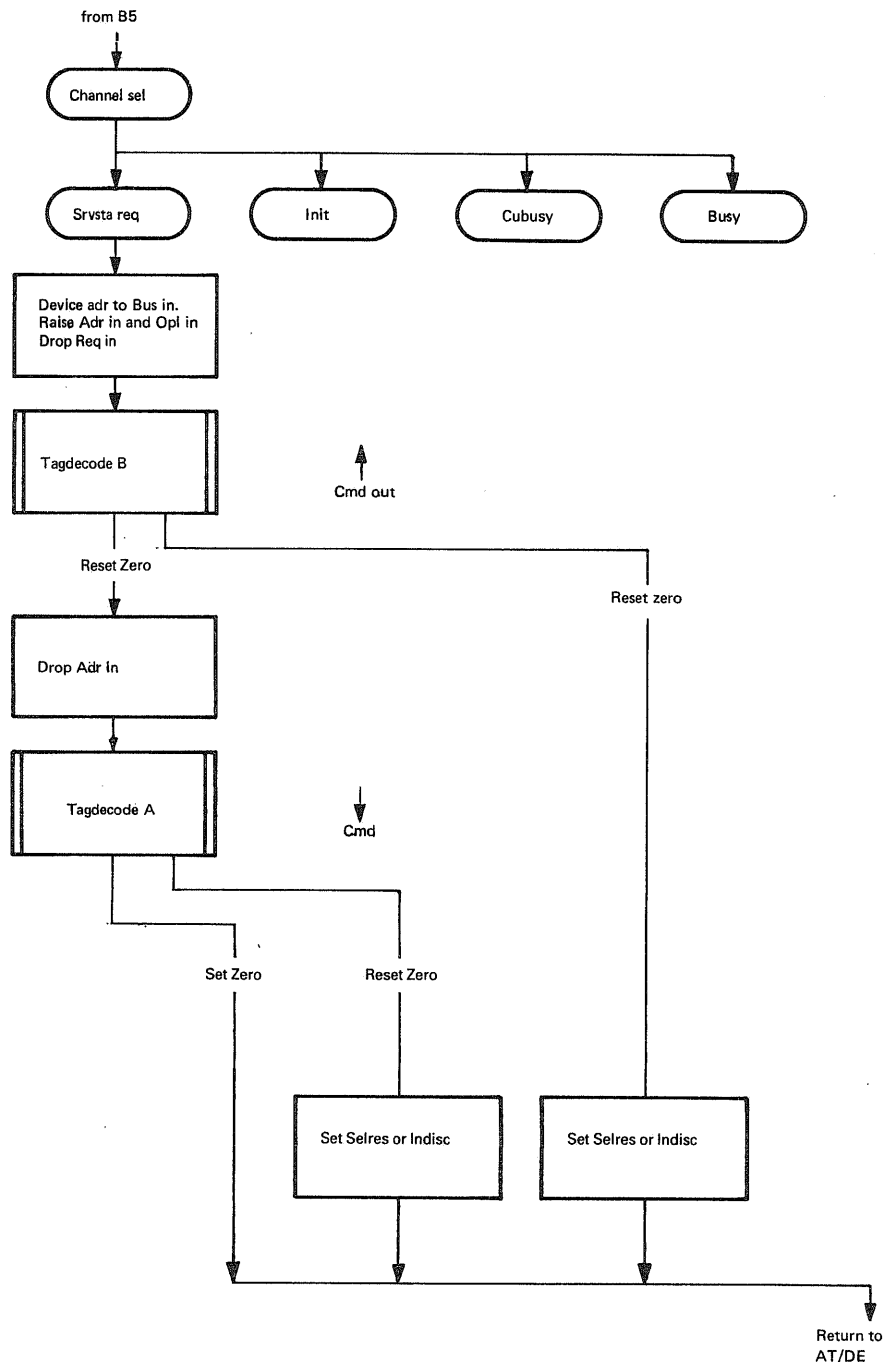 from B5
Channel sel
Srvsta req
Init
Cubusy
Busy
Device adr to Bus in.
Raise Adr in and Opl in
Drop Req in
Tagdecode B
Cmd out
Reset Zero
Reset zero
Drop Adr In
Tagdecode A
Cmd
Set Zero
Reset Zero
Set Selres or Indisc
Set Selres or Indisc
Return to
AT/DE